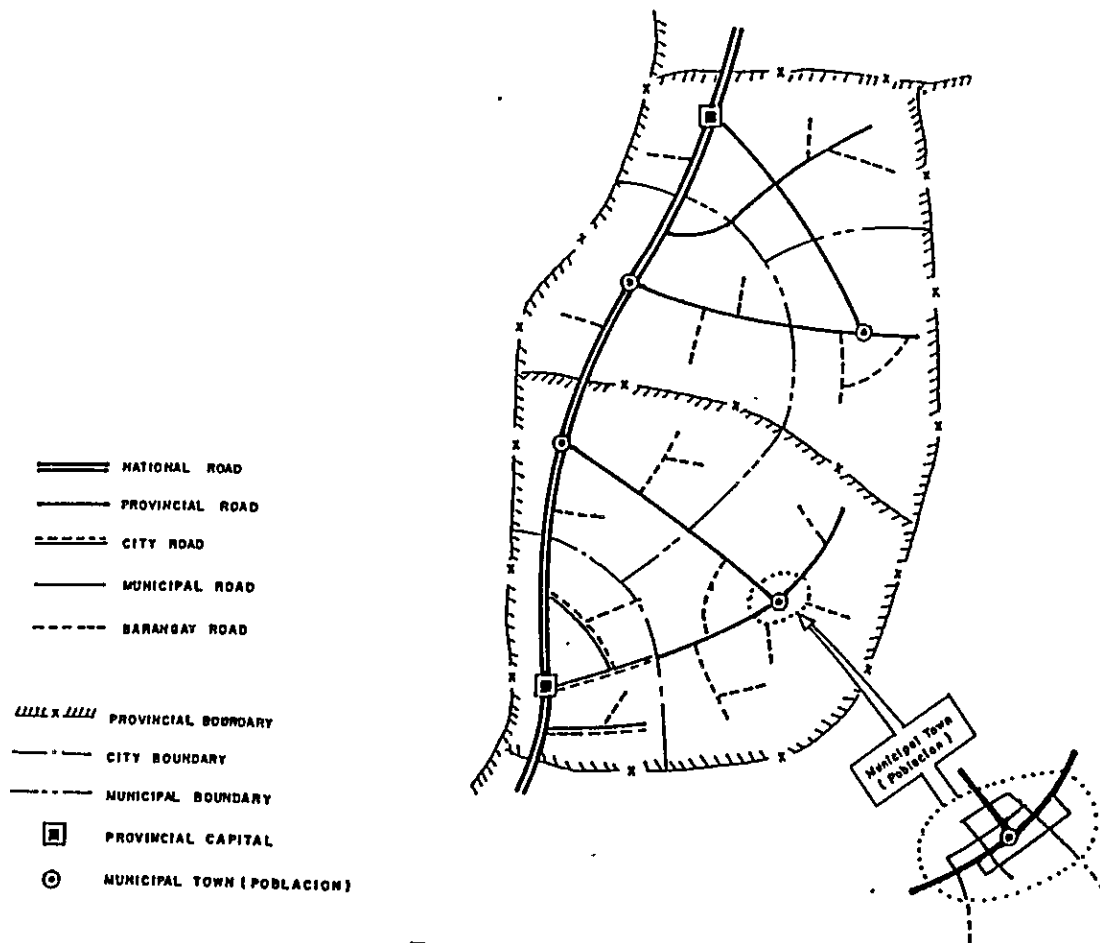 NATIONAL ROAD
PROVINCIAL ROAD
CITY ROAD
MUNICIPAL ROAD
BARANGAY ROAD
PROVINCIAL BOUNDARY
CITY BOUNDARY
MUNICIPAL BOUNDARY
PROVINCIAL CAPITAL
MUNICIPAL TOWN (POBLACION)
Municipal Town
(Poblacion)